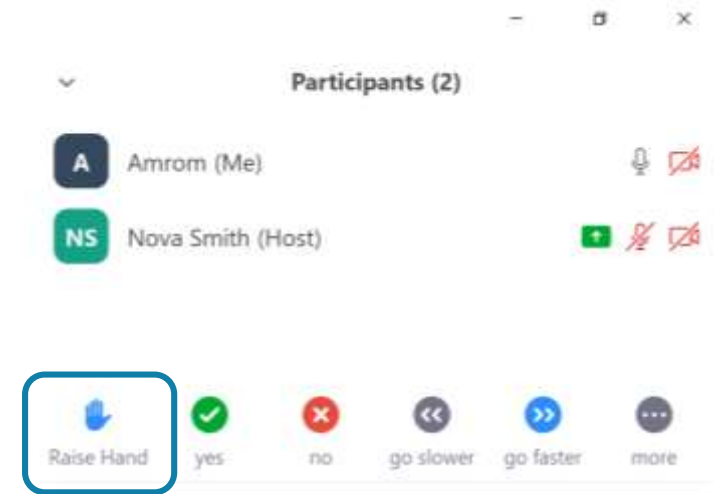 Participants (2)
A Amrom (Me)
NS Nova Smith (Host)
Raise Hand yes no go slower go faster more